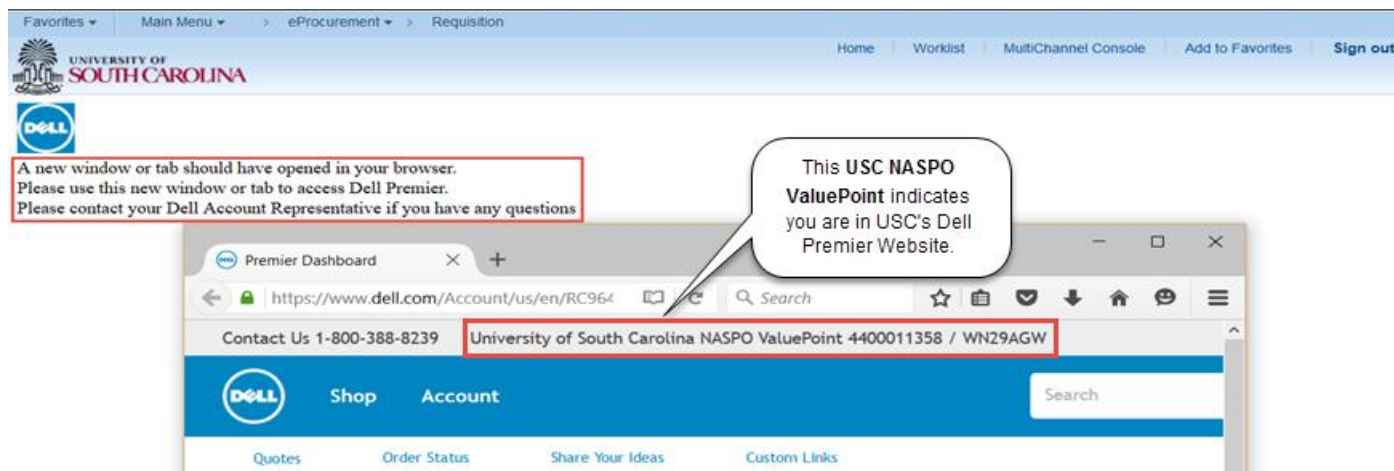 Favorites Main Menu > eProcurement > Requisition
UNIVERSITY OF
SOUTH CAROLINA
Home Worklist MultiChannel Console Add to Favorites Sign out
DELL
A new window or tab should have opened in your browser.
Please use this new window or tab to access Dell Premier.
Please contact your Dell Account Representative if you have any questions
This USC NASPO
ValuePoint indicates
you are in USC's Dell
Premier Website.
Premier Dashboard
https://www.dell.com/Account/us/en/RC964 Search
Contact Us 1-800-388-8239 University of South Carolina NASPO ValuePoint 4400011358 / WN29AGW
DELL Shop Account Search
Quotes Order Status Share Your Ideas Custom Links